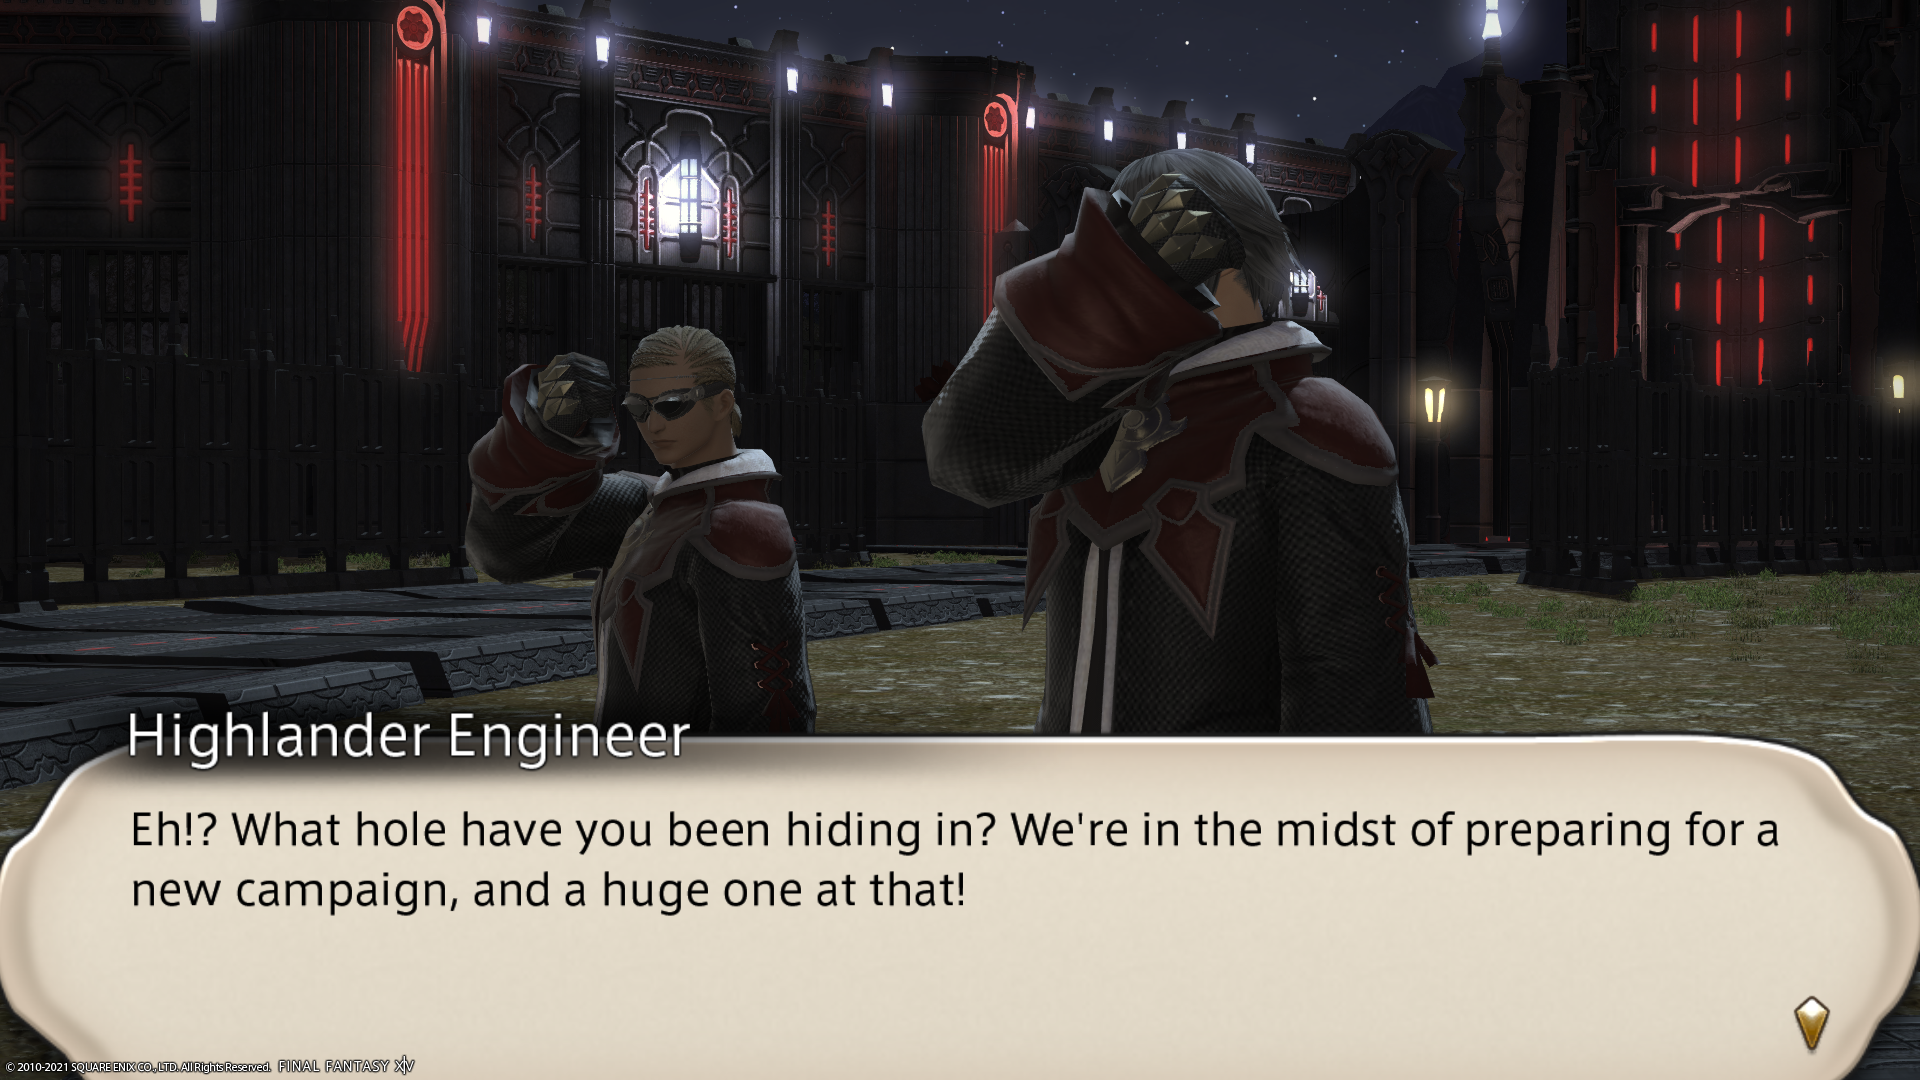 Highlander Engineer
Eh!? What hole have you been hiding in? We're in the midst of preparing for a
new campaign, and a huge one at that!
© 2010-2021 SQUARE ENIX CO., LTD. All Rights Reserved. FINAL FANTASY XIV